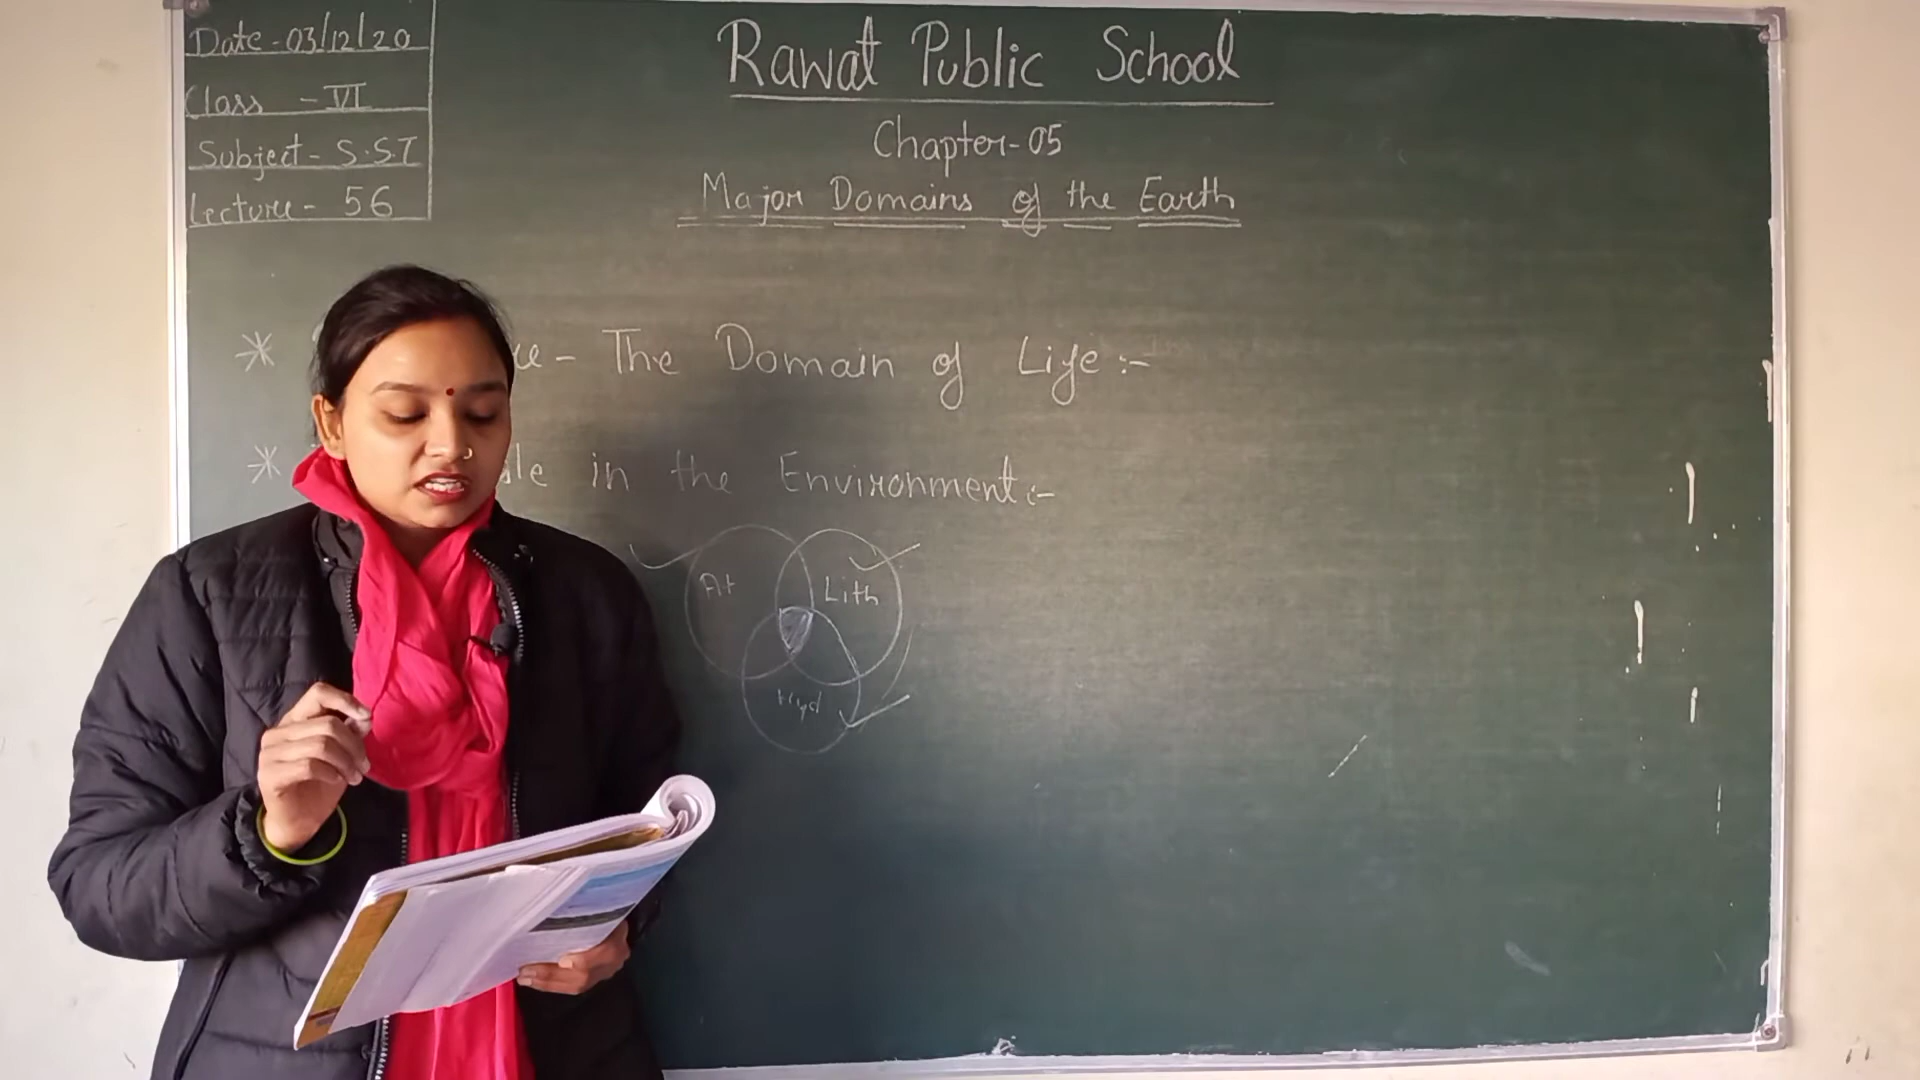 Date - 03/12/20
Class - VI
Subject - S.S.T
Lecture - 56
Rawat Public School
Chapter-05
Major Domains of the Earth
* - The Domain of Life :-
* in the Environment :-
At
Lith
Hyd